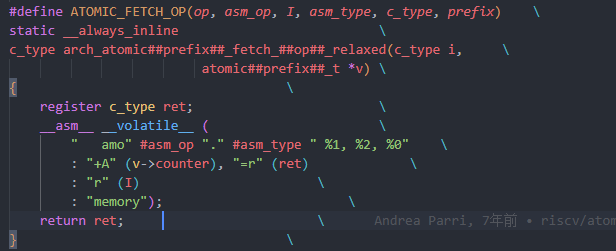 #define ATOMIC_FETCH_OP(op, asm_op, I, asm_type, c_type, prefix) \
static __always_inline \
c_type arch_atomic##prefix##_fetch_##op##_relaxed(c_type i, \
atomic##prefix##_t *v) \
{ \
register c_type ret; \
__asm__ __volatile__ ( \
" amo" #asm_op "." #asm_type " %1, %2, %0" \
: "+A" (v->counter), "=r" (ret) \
: "r" (I) \
: "memory"); \
return ret; \ Andrea Parri, 7年前 • riscv/atom
} \